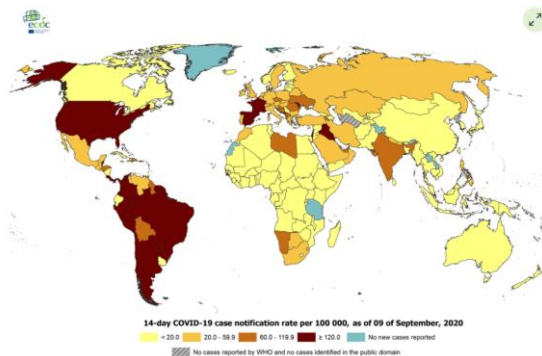 ecdc
14-day COVID-19 case notification rate per 100 000, as of 09 of September, 2020
< 20.0 20.0 - 59.9 60.0 - 119.9 ≥ 120.0 No new cases reported
No cases reported by WHO and no cases identified in the public domain